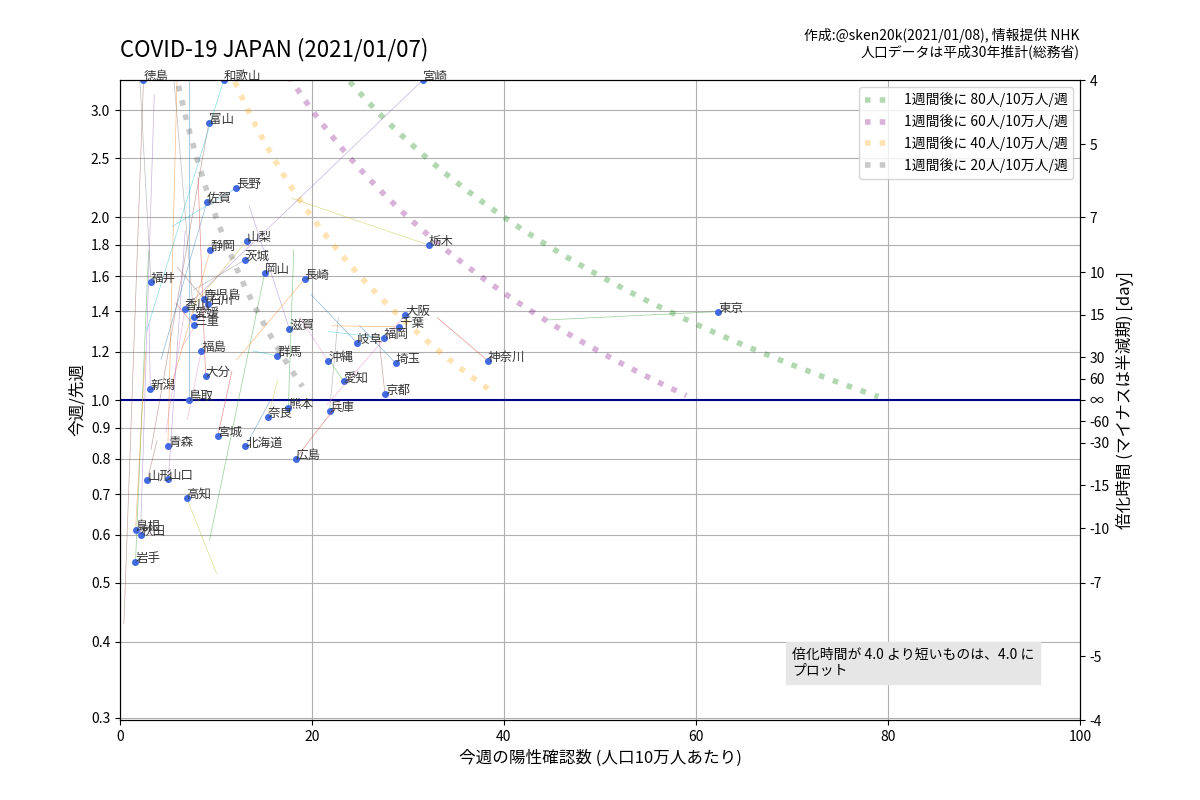 作成:@sken20k(2021/01/08), 情報提供 NHK
人口データは平成30年推計(総務省)
COVID-19 JAPAN (2021/01/07)
1週間後に 80人/10万人/週
1週間後に 60人/10万人/週
1週間後に 40人/10万人/週
1週間後に 20人/10万人/週
徳島
和歌山
宮崎
富山
長野
佐賀
山梨
栃木
静岡
茨城
岡山
長崎
福井
鹿児島
石川
香川
愛媛
三重
大阪
千葉
東京
滋賀
福岡
岐阜
福島
群馬
沖縄
埼玉
神奈川
大分
愛知
新潟
鳥取
京都
熊本
兵庫
奈良
宮城
北海道
青森
広島
山形
山口
高知
島根
秋田
岩手
3.0
2.5
2.0
1.8
1.6
1.4
1.2
1.0
0.9
0.8
0.7
0.6
0.5
0.4
0.3
今週/先週
4
5
7
10
15
30
60
∞
-60
-30
-15
-10
-7
-5
-4
倍化時間 (マイナスは半減期) [day]
倍化時間が 4.0 より短いものは、4.0 に
プロット
0
20
40
60
80
100
今週の陽性確認数 (人口10万人あたり)